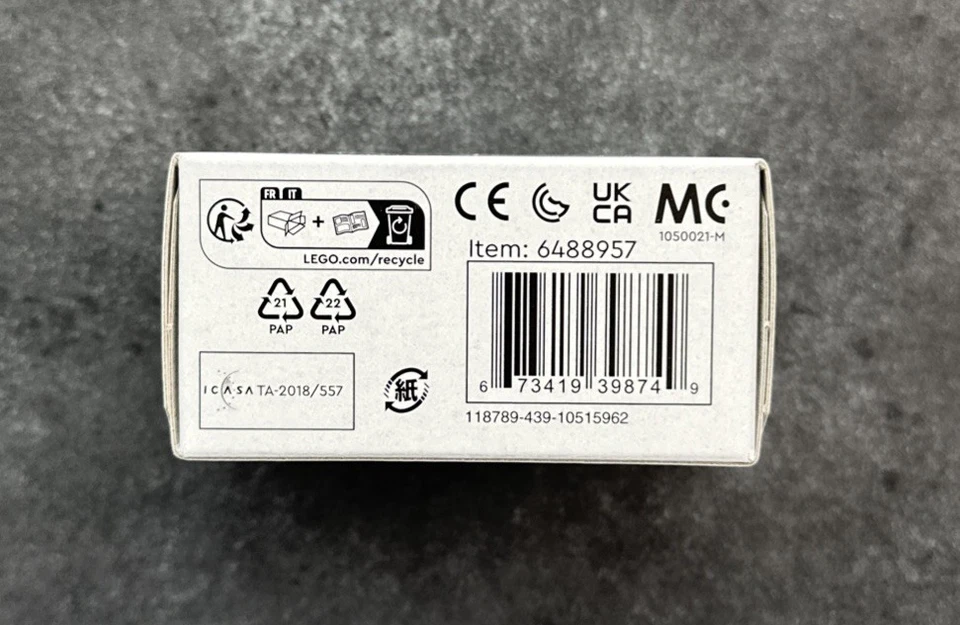 FR IT
+
LEGO.com/recycle
21 22
PAP PAP
ICASA TA-2018/557
紙
CE UK CA MC
1050021-M
Item: 6488957
6 73419 39874 9
118789-439-10515962